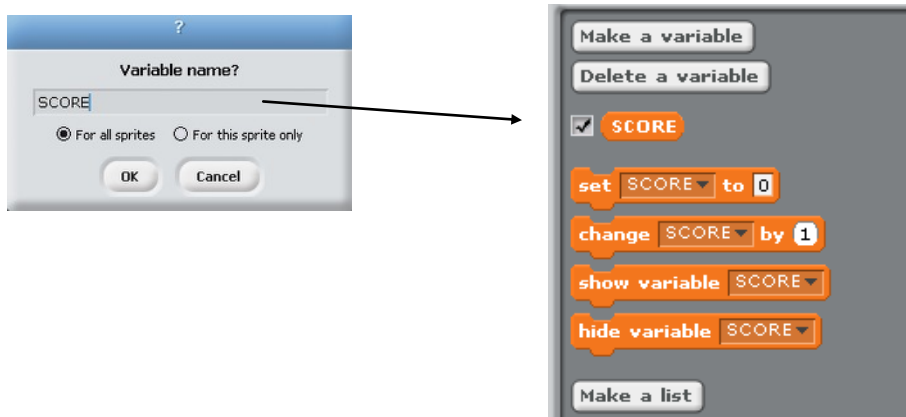 ?
Variable name?
SCORE
For all sprites For this sprite only
OK Cancel
Make a variable
Delete a variable
SCORE
set SCORE to 0
change SCORE by 1
show variable SCORE
hide variable SCORE
Make a list